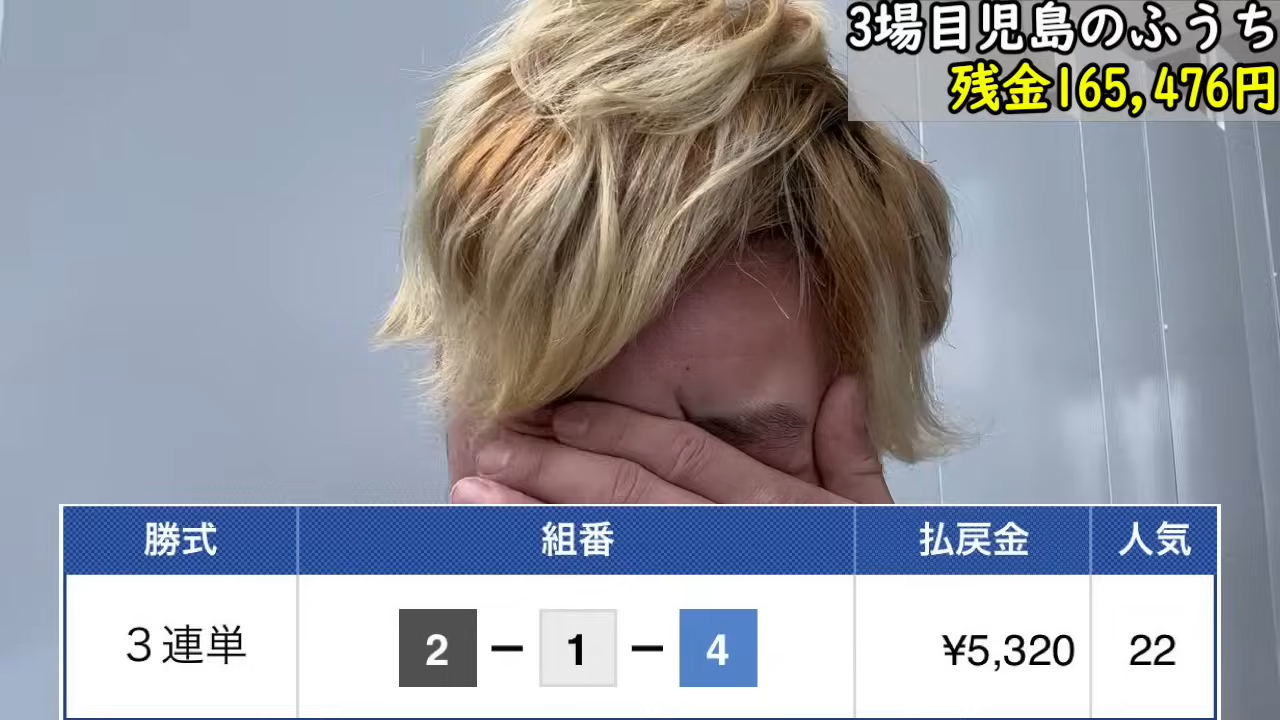 3場目児島のふうち
残金165,476円
勝式 組番 払戻金 人気
3連単 2-1-4 ¥5,320 22